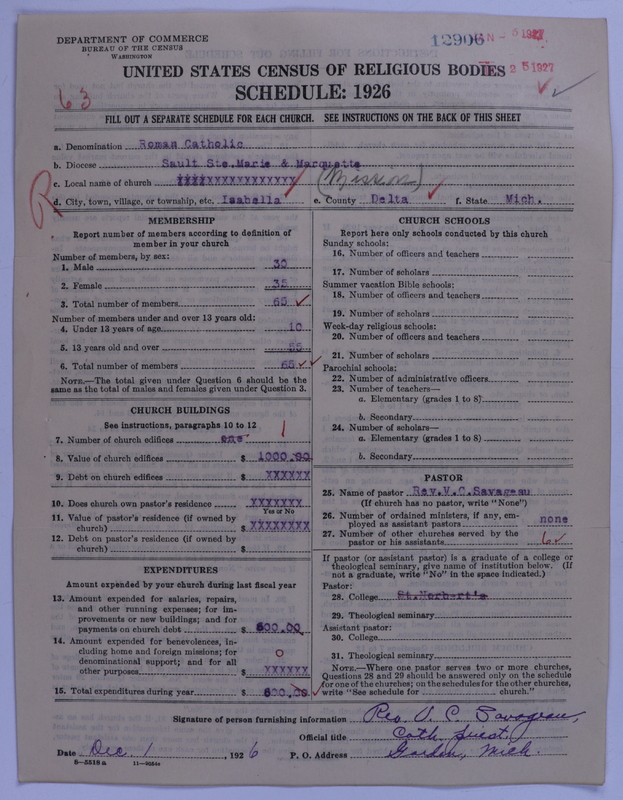 DEPARTMENT OF COMMERCE
BUREAU OF THE CENSUS
WASHINGTON
12906
UNITED STATES CENSUS OF RELIGIOUS BODIES
25 1927
SCHEDULE: 1926
63
FILL OUT A SEPARATE SCHEDULE FOR EACH CHURCH. SEE INSTRUCTIONS ON THE BACK OF THIS SHEET
a. Denomination Roman Catholic
b. Diocese Sault Ste.Marie & Marquette
c. Local name of church XXXXXXXXXXXXXXXXX (Mission)
R
d. City, town, village, or township, etc. Isabella e. County Delta f. State Mich.
MEMBERSHIP
Report number of members according to definition of
member in your church
Number of members, by sex:
1. Male 30
2. Female 35
3. Total number of members 65
Number of members under and over 13 years old:
4. Under 13 years of age 10
5. 13 years old and over 55
6. Total number of members 65
NOTE.—The total given under Question 6 should be the
same as the total of males and females given under Question 3.
CHURCH BUILDINGS
See instructions, paragraphs 10 to 12
7. Number of church edifices one 1
8. Value of church edifices $ 1000.00
9. Debt on church edifices $ XXXXXX
10. Does church own pastor's residence XXXXXXX
Yes or No
11. Value of pastor's residence (if owned by
church) $ XXXXXXXX
12. Debt on pastor's residence (if owned by
church) $
EXPENDITURES
Amount expended by your church during last fiscal year
13. Amount expended for salaries, repairs,
and other running expenses; for im-
provements or new buildings; and for
payments on church debt $ 600.00
14. Amount expended for benevolences, in-
cluding home and foreign missions; for
denominational support; and for all
other purposes $ XXXXXX
O
15. Total expenditures during year $ 600.00
CHURCH SCHOOLS
Report here only schools conducted by this church
Sunday schools:
16. Number of officers and teachers
17. Number of scholars
Summer vacation Bible schools:
18. Number of officers and teachers
19. Number of scholars
Week-day religious schools:
20. Number of officers and teachers
21. Number of scholars
Parochial schools:
22. Number of administrative officers
23. Number of teachers—
a. Elementary (grades 1 to 8)
b. Secondary
24. Number of scholars—
a. Elementary (grades 1 to 8)
b. Secondary
PASTOR
25. Name of pastor Rev.V.C.Savageau
(If church has no pastor, write "None")
26. Number of ordained ministers, if any, em-
ployed as assistant pastors none
27. Number of other churches served by the
pastor or his assistants 6
If pastor (or assistant pastor) is a graduate of a college or
theological seminary, give name of institution below. (If
not a graduate, write "No" in the space indicated.)
Pastor:
28. College St.Norbert's
29. Theological seminary
Assistant pastor:
30. College
31. Theological seminary
NOTE.—Where one pastor serves two or more churches,
Questions 28 and 29 should be answered only on the schedule
for one of the churches; on the schedules for the other churches,
write "See schedule for church."
Signature of person furnishing information Rev. V. C. Savageau,
Official title Cath. priest,
Date Dec. 1 1926 P. O. Address Garden, Mich.
8—5518 a